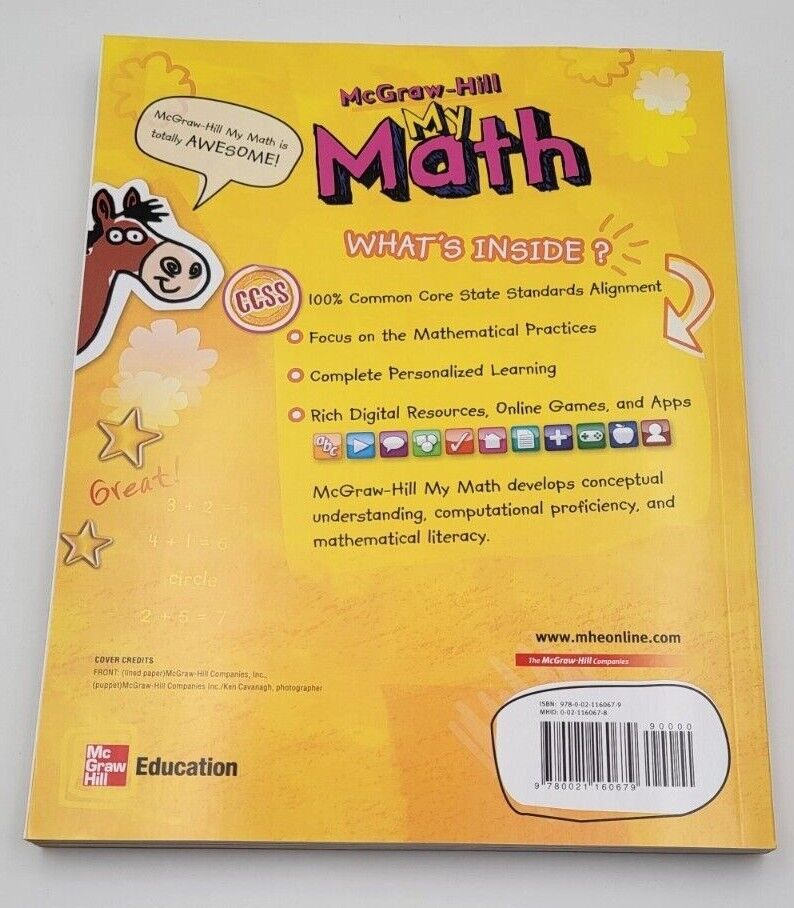 McGraw-Hill My Math is
totally AWESOME!
McGraw-Hill
My
Math
WHAT'S INSIDE?
CCSS
100% Common Core State Standards Alignment
Focus on the Mathematical Practices
Complete Personalized Learning
Rich Digital Resources, Online Games, and Apps
abc
McGraw-Hill My Math develops conceptual
understanding, computational proficiency, and
mathematical literacy.
Great!
3 + 2 =
4 + 1 =
circle
2 + 5 = 7
www.mheonline.com
The McGraw-Hill Companies
COVER CREDITS
FRONT: (lined paper)McGraw-Hill Companies, Inc.,
(puppet)McGraw-Hill Companies Inc./Ken Cavanagh, photographer
ISBN: 978-0-02-116067-9
MHID: 0-02-116067-8
90000
9 780021 160679
Mc
Graw
Hill
Education